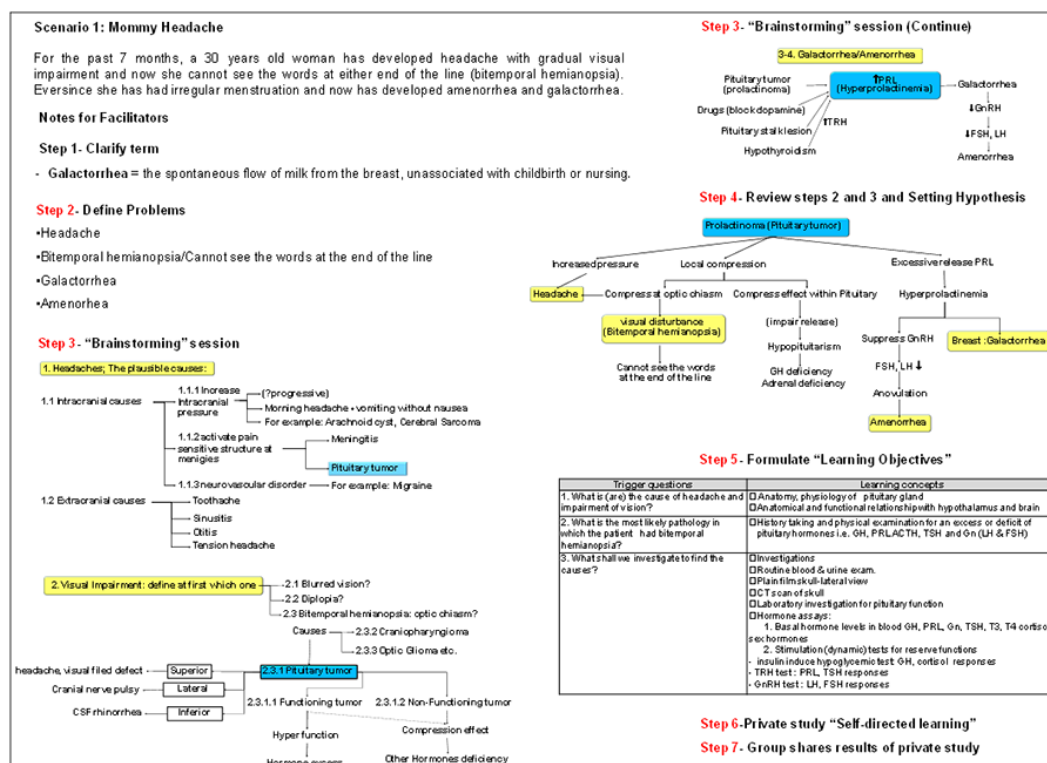 Scenario 1: Mommy Headache
For the past 7 months, a 30 years old woman has developed headache with gradual visual
impairment and now she cannot see the words at either end of the line (bitemporal hemianopsia).
Eversince she has had irregular menstruation and now has developed amenorrhea and galactorrhea.
Notes for Facilitators
Step 1- Clarify term
- Galactorrhea = the spontaneous flow of milk from the breast, unassociated with childbirth or nursing.
Step 2- Define Problems
•Headache
•Bitemporal hemianopsia/Cannot see the words at the end of the line
•Galactorrhea
•Amenorhea
Step 3- “Brainstorming” session
1. Headaches; The plausible causes:
1.1 Intracranial causes
1.1.1 Increase
Intracranial
pressure
(?progressive)
Morning headache + vomiting without nausea
For example: Arachnoid cyst, Cerebral Sarcoma
1.1.2 activate pain
sensitive structure at
menigies
Meningitis
Pituitary tumor
1.1.3 neurovascular disorder
For example: Migraine
1.2 Extracranial causes
Toothache
Sinusitis
Otitis
Tension headache
2. Visual Impairment: define at first which one
2.1 Blurred vision?
2.2 Diplopia?
2.3 Bitemporal hemianopsia: optic chiasm?
Causes
2.3.2 Craniopharyngioma
2.3.3 Optic Glioma etc.
2.3.1 Pituitary tumor
headache, visual filed defect
Superior
Cranial nerve pulsy
Lateral
CSF rhinorrhea
Inferior
2.3.1.1 Functioning tumor
2.3.1.2 Non-Functioning tumor
Hyper function
Compression effect
Hormone excess
Other Hormones deficiency
Step 3- “Brainstorming” session (Continue)
3-4. Galactorrhea/Amenorrhea
Pituitary tumor
(prolactinoma)
Drugs (block dopamine)
Pituitary stalk lesion
Hypothyroidism
⬆TRH
⬆PRL
(Hyperprolactinemia)
Galactorrhea
⬇GnRH
⬇FSH, LH
Amenorrhea
Step 4- Review steps 2 and 3 and Setting Hypothesis
Prolactinoma (Pituitary tumor)
Increased pressure
Local compression
Excessive release PRL
Headache
Compress at optic chiasm
Compress effect within Pituitary
Hyperprolactinemia
visual disturbance
(Bitemporal hemianopsia)
Cannot see the words
at the end of the line
(impair release)
Hypopituitarism
GH deficiency
Adrenal deficiency
Suppress GnRH
Breast : Galactorrhea
FSH, LH ⬇
Anovulation
Amenorrhea
Step 5- Formulate “Learning Objectives”
Trigger questions
Learning concepts
1. What is (are) the cause of headache and
impairment of vision?
☐Anatomy, physiology of pituitary gland
☐Anatomical and functional relationship with hypothalamus and brain
2. What is the most likely pathology in
which the patient had bitemporal
hemianopsia?
☐History taking and physical examination for an excess or deficit of
pituitary hormones i.e. GH, PRLACTH, TSH and Gn (LH & FSH)
3. What shall we investigate to find the
causes?
☐Investigations
☐Routine blood & urine exam.
☐Plain film skull-lateral view
☐CT scan of skull
☐Laboratory investigation for pituitary function
☐Hormone assays:
1. Basal hormone levels in blood GH, PRL, Gn, TSH, T3, T4 cortiso
sex hormones
2. Stimulation (dynamic) tests for reserve functions
- insulin induce hypoglycemic test: GH, cortisol responses
- TRH test : PRL, TSH responses
- GnRH test : LH, FSH responses
Step 6-Private study “Self-directed learning”
Step 7- Group shares results of private study